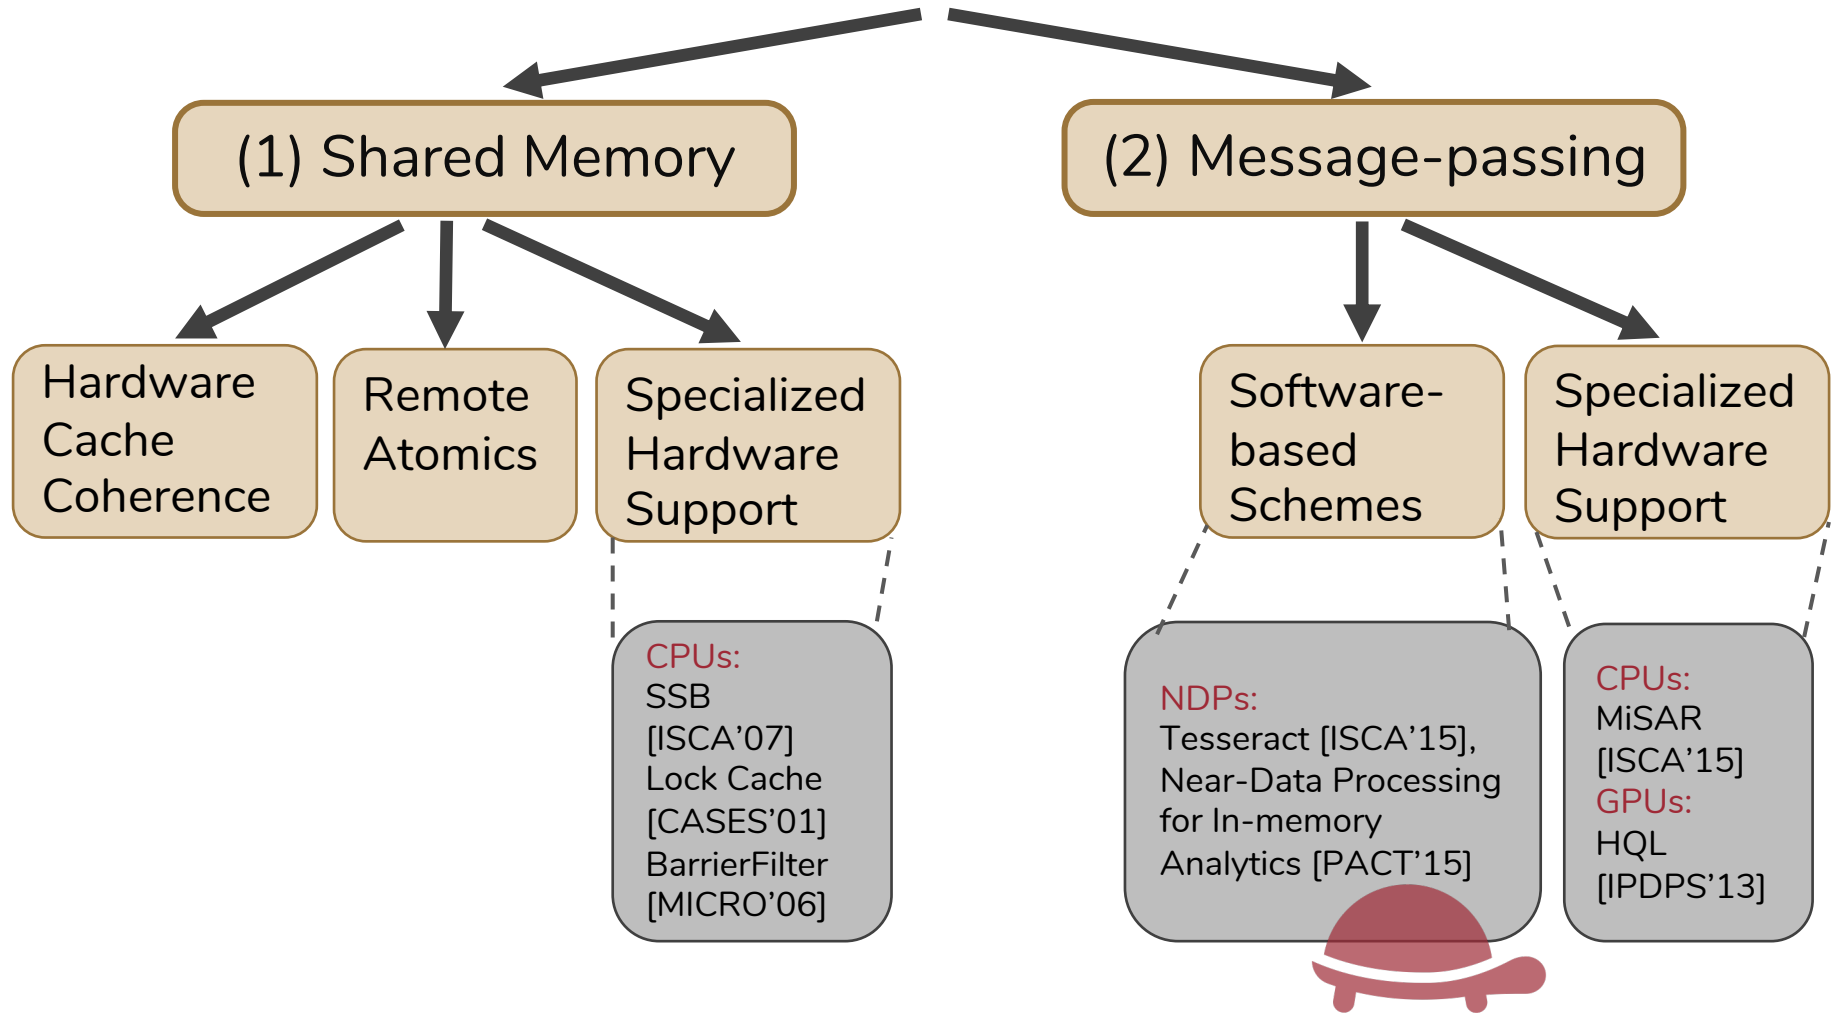 (1) Shared Memory
(2) Message-passing
Hardware
Cache
Coherence
Remote
Atomics
Specialized
Hardware
Support
Software-
based
Schemes
Specialized
Hardware
Support
CPUs:
SSB
[ISCA’07]
Lock Cache
[CASES’01]
BarrierFilter
[MICRO’06]
NDPs:
Tesseract [ISCA’15],
Near-Data Processing
for In-memory
Analytics [PACT’15]
CPUs:
MiSAR
[ISCA’15]
GPUs:
HQL
[IPDPS’13]